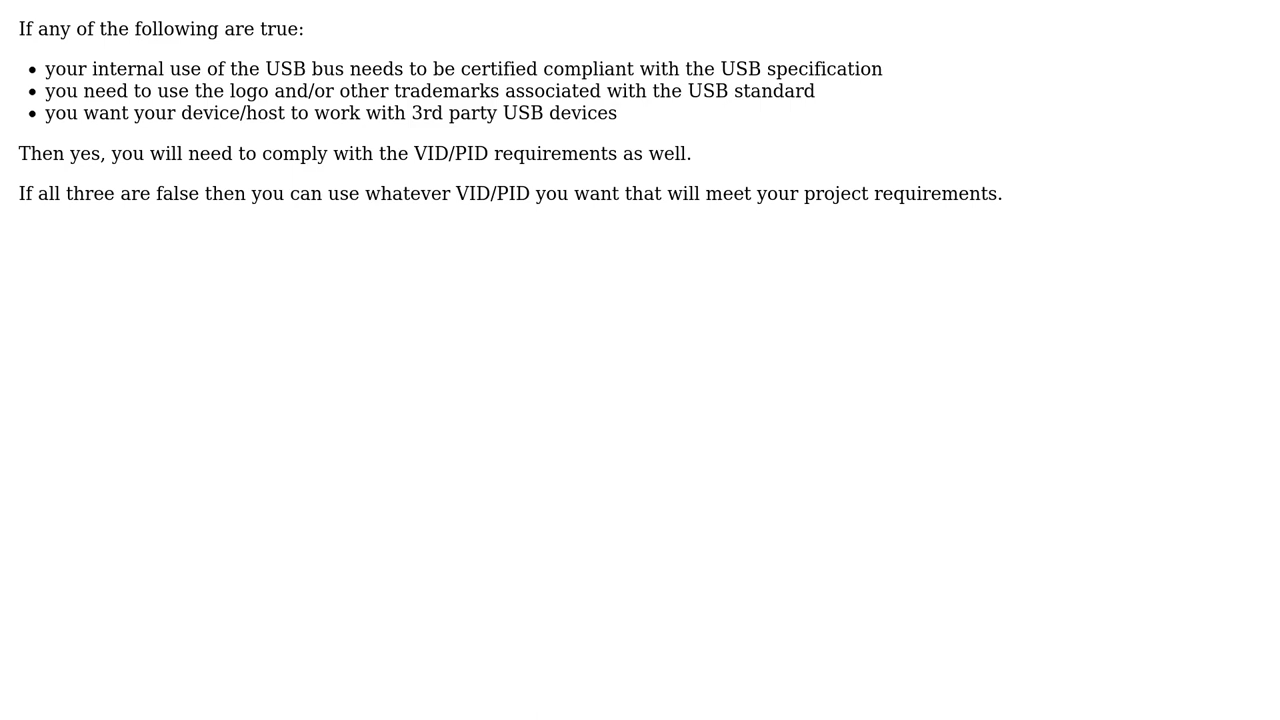 If any of the following are true:
• your internal use of the USB bus needs to be certified compliant with the USB specification
• you need to use the logo and/or other trademarks associated with the USB standard
• you want your device/host to work with 3rd party USB devices
Then yes, you will need to comply with the VID/PID requirements as well.
If all three are false then you can use whatever VID/PID you want that will meet your project requirements.